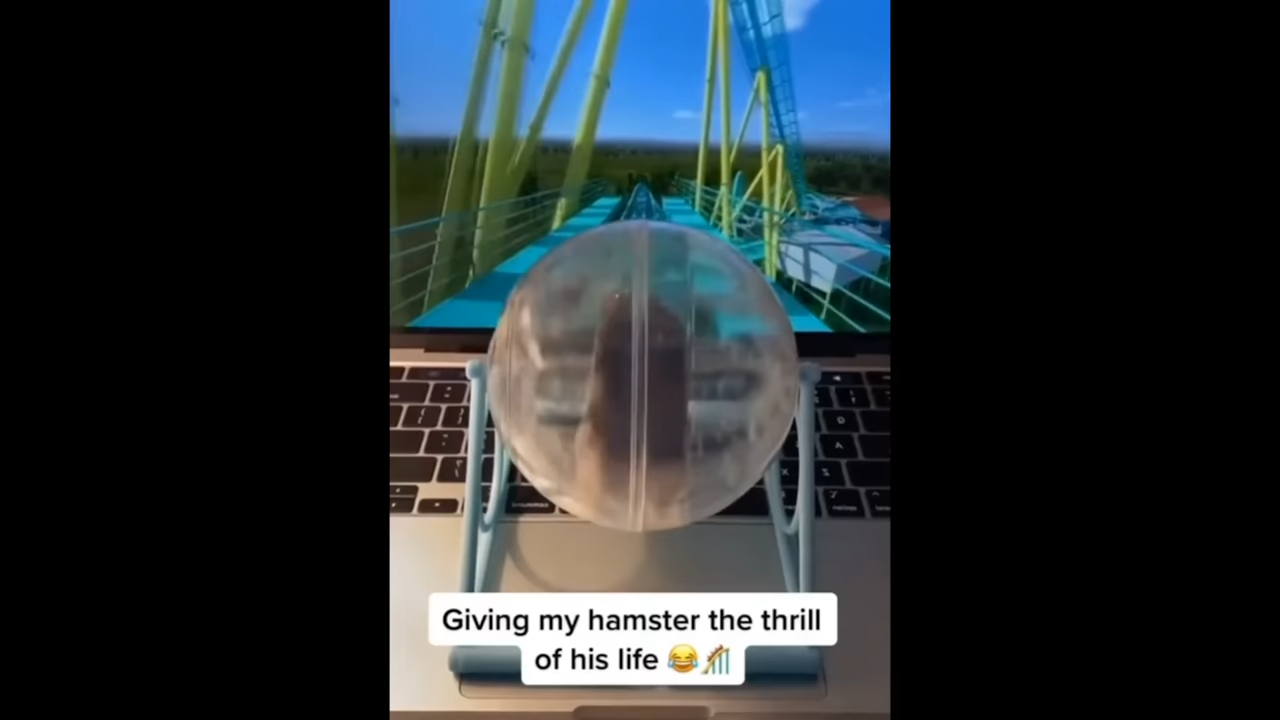 Giving my hamster the thrill
of his life 😂🎢